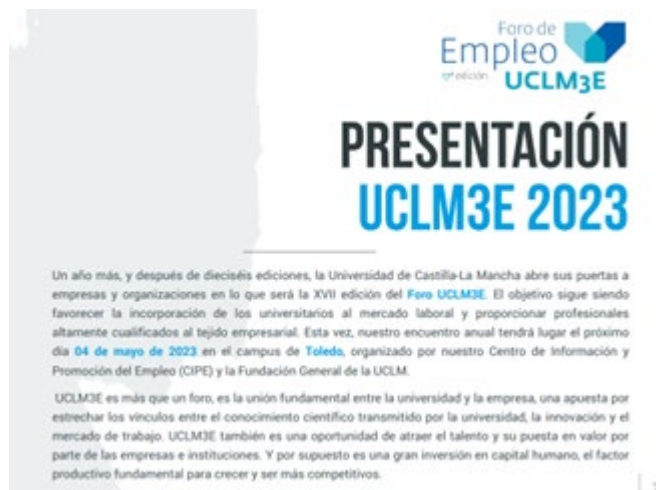 Foro de
Empleo
17ª edición UCLM3E
PRESENTACIÓN
UCLM3E 2023
Un año más, y después de dieciséis ediciones, la Universidad de Castilla-La Mancha abre sus puertas a
empresas y organizaciones en lo que será la XVII edición del Foro UCLM3E. El objetivo sigue siendo
favorecer la incorporación de los universitarios al mercado laboral y proporcionar profesionales
altamente cualificados al tejido empresarial. Esta vez, nuestro encuentro anual tendrá lugar el próximo
día 04 de mayo de 2023 en el campus de Toledo, organizado por nuestro Centro de Información y
Promoción del Empleo (CIPE) y la Fundación General de la UCLM.
UCLM3E es más que un foro, es la unión fundamental entre la universidad y la empresa, una apuesta por
estrechar los vínculos entre el conocimiento científico transmitido por la universidad, la innovación y el
mercado de trabajo. UCLM3E también es una oportunidad de atraer el talento y su puesta en valor por
parte de las empresas e instituciones. Y por supuesto es una gran inversión en capital humano, el factor
productivo fundamental para crecer y ser más competitivos.